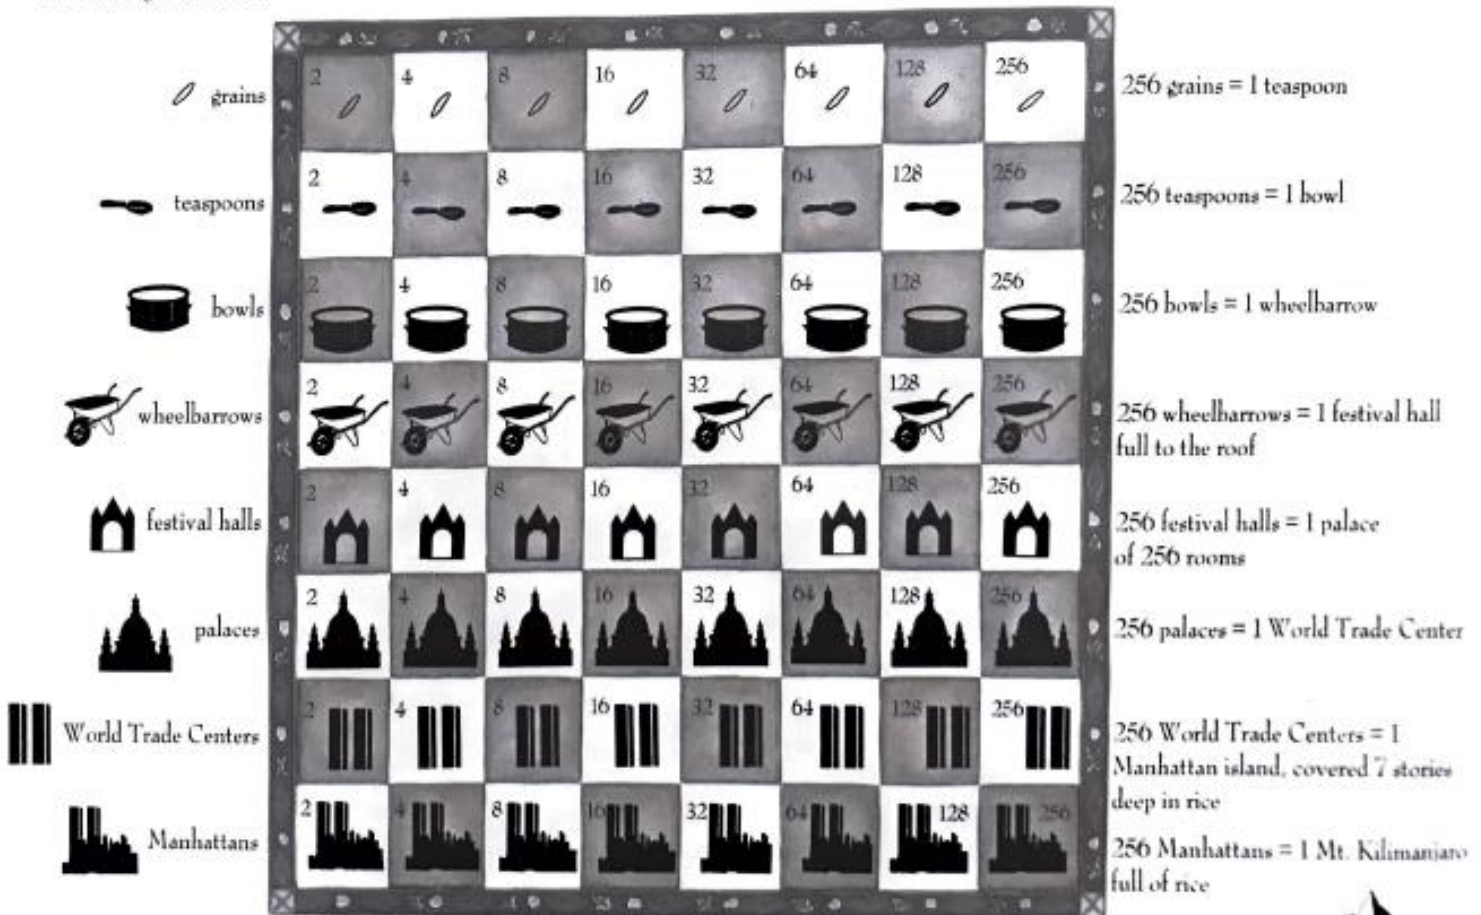 grains
2 4 8 16 32 64 128 256
256 grains = 1 teaspoon
teaspoons
2 4 8 16 32 64 128 256
256 teaspoons = 1 bowl
bowls
2 4 8 16 32 64 128 256
256 bowls = 1 wheelbarrow
wheelbarrows
2 4 8 16 32 64 128 256
256 wheelbarrows = 1 festival hall
full to the roof
festival halls
2 4 8 16 32 64 128 256
256 festival halls = 1 palace
of 256 rooms
palaces
2 4 8 16 32 64 128 256
256 palaces = 1 World Trade Center
World Trade Centers
2 4 8 16 32 64 128 256
256 World Trade Centers = 1
Manhattan island, covered 7 stories
deep in rice
Manhattans
2 4 8 16 32 64 128 256
256 Manhattans = 1 Mt. Kilimanjaro
full of rice